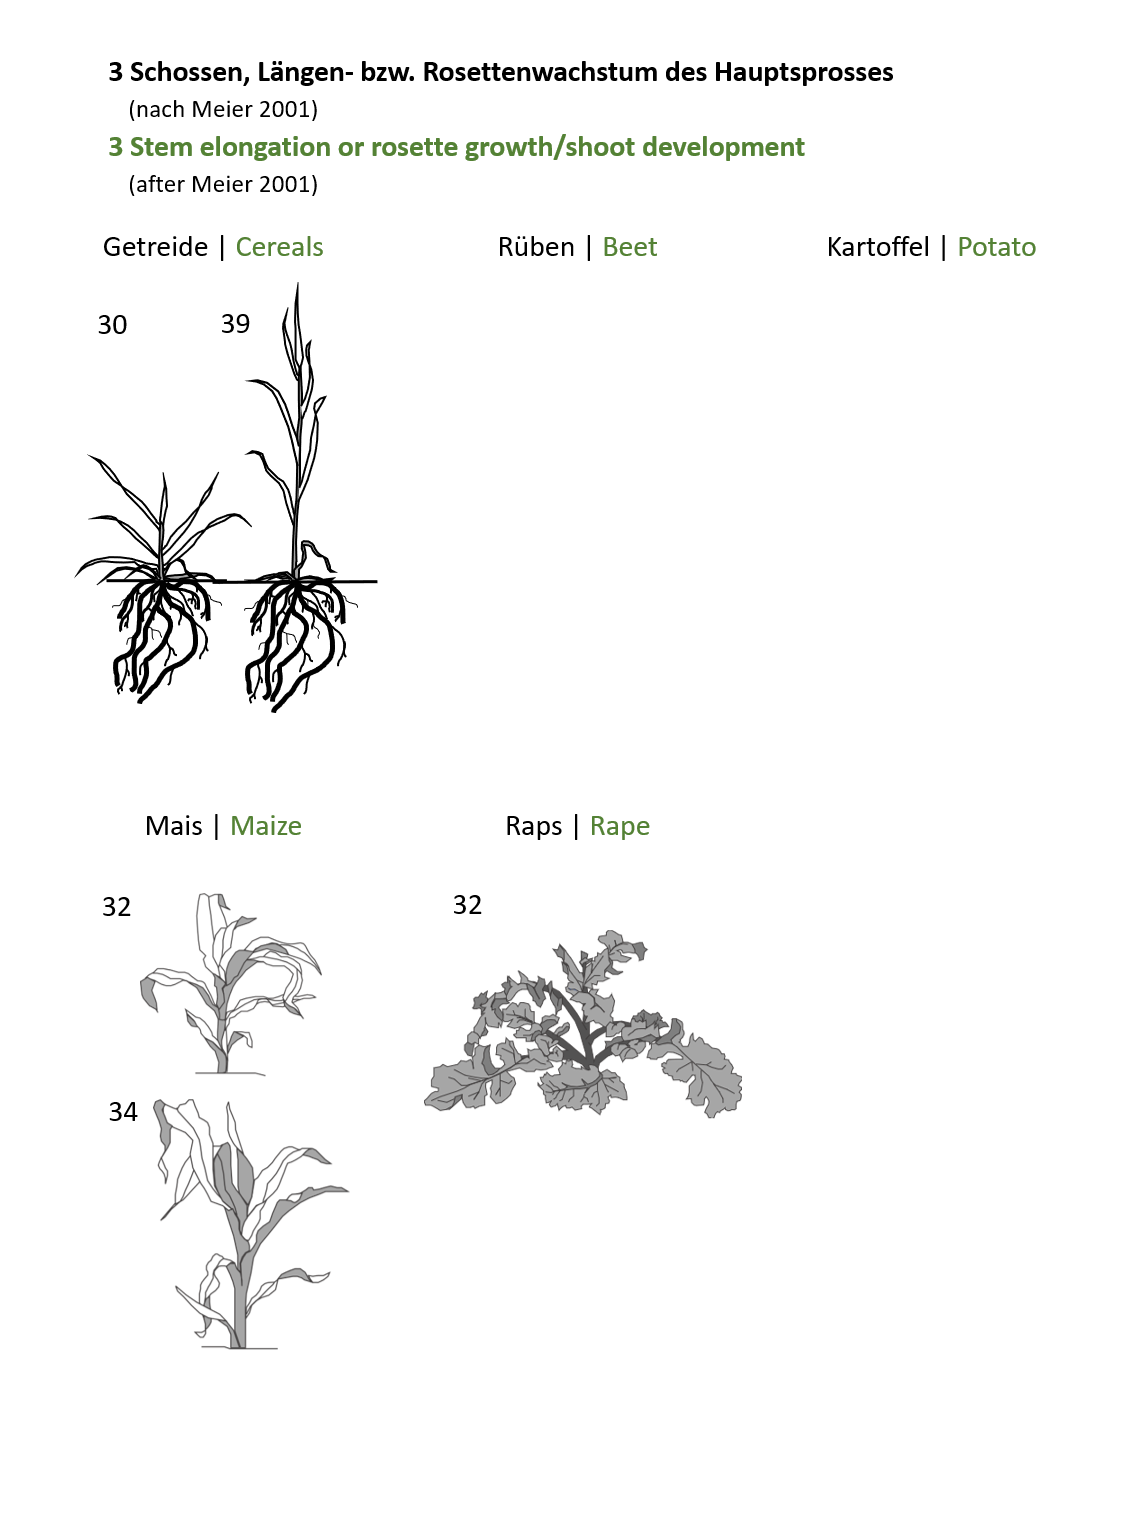 3 Schossen, Längen- bzw. Rosettenwachstum des Hauptsprosses
(nach Meier 2001)
3 Stem elongation or rosette growth/shoot development
(after Meier 2001)
Getreide | Cereals
Rüben | Beet
Kartoffel | Potato
30
39
Mais | Maize
Raps | Rape
32
32
34